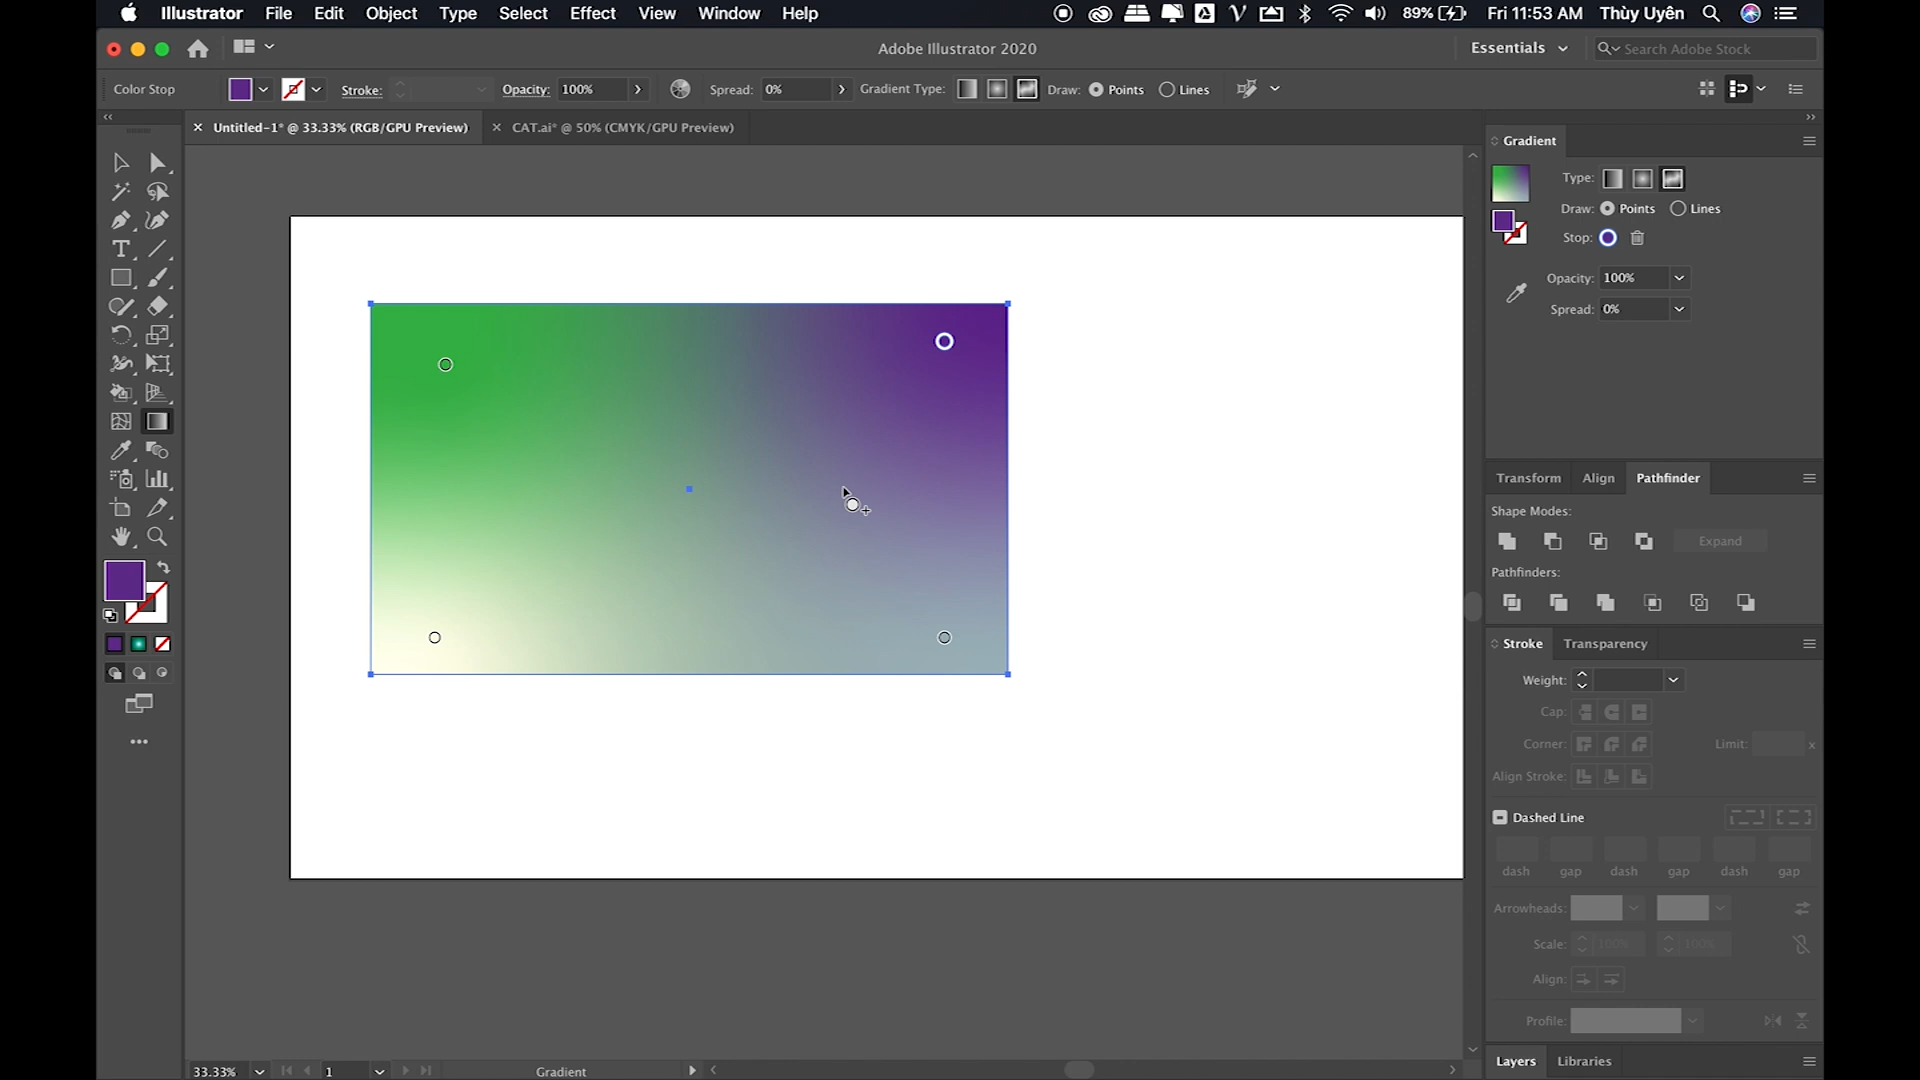 Illustrator File Edit Object Type Select Effect View Window Help 89% Fri 11:53 AM Thùy Uyên
Adobe Illustrator 2020 Essentials Search Adobe Stock
Color Stop Stroke: Opacity: 100% Spread: 0% Gradient Type: Draw: Points Lines
Untitled-1* @ 33.33% (RGB/GPU Preview) CAT.ai* @ 50% (CMYK/GPU Preview)
Gradient
Type:
Draw: Points Lines
Stop:
Opacity: 100%
Spread: 0%
Transform Align Pathfinder
Shape Modes:
Expand
Pathfinders:
Stroke Transparency
Weight:
Cap:
Corner: Limit: x
Align Stroke:
Dashed Line
dash gap dash gap dash gap
Arrowheads:
Scale: 100% 100%
Align:
Profile:
Layers Libraries
33.33% 1 Gradient